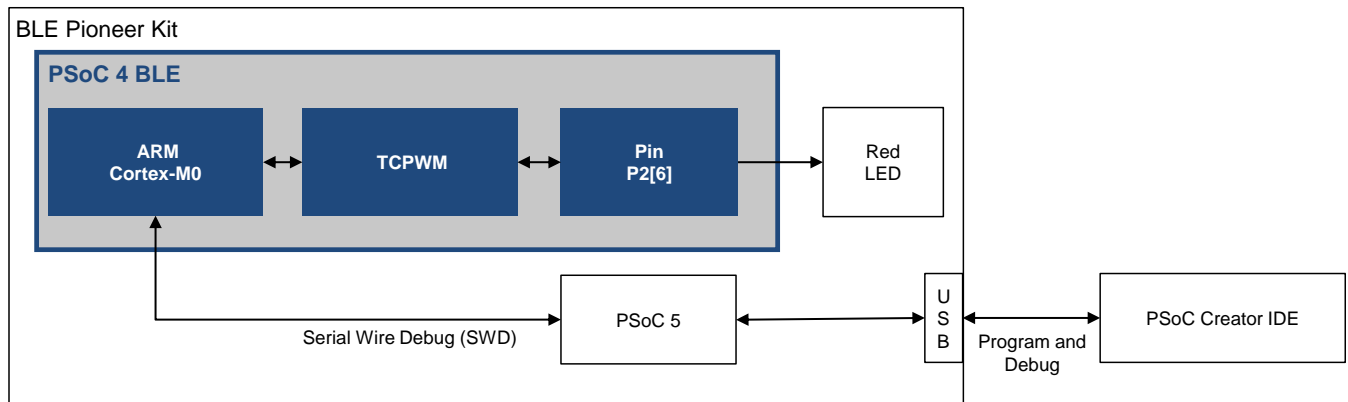 BLE Pioneer Kit
PSoC 4 BLE
ARM
Cortex-M0
TCPWM
Pin
P2[6]
Red
LED
Serial Wire Debug (SWD)
PSoC 5
U
S
B
Program and
Debug
PSoC Creator IDE